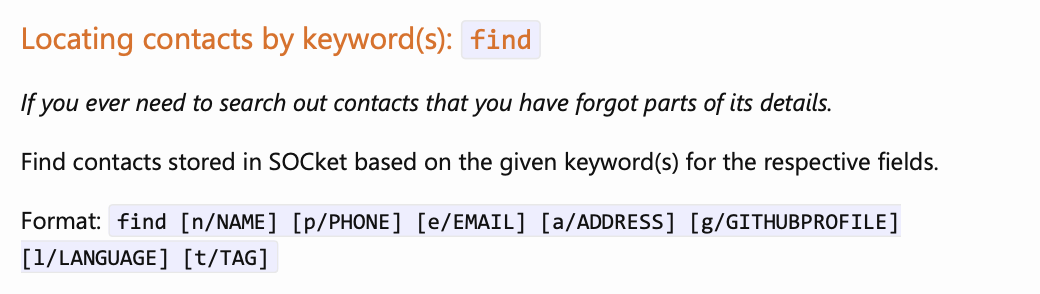 Locating contacts by keyword(s): find
If you ever need to search out contacts that you have forgot parts of its details.
Find contacts stored in SOCket based on the given keyword(s) for the respective fields.
Format: find [n/NAME] [p/PHONE] [e/EMAIL] [a/ADDRESS] [g/GITHUBPROFILE]
[l/LANGUAGE] [t/TAG]